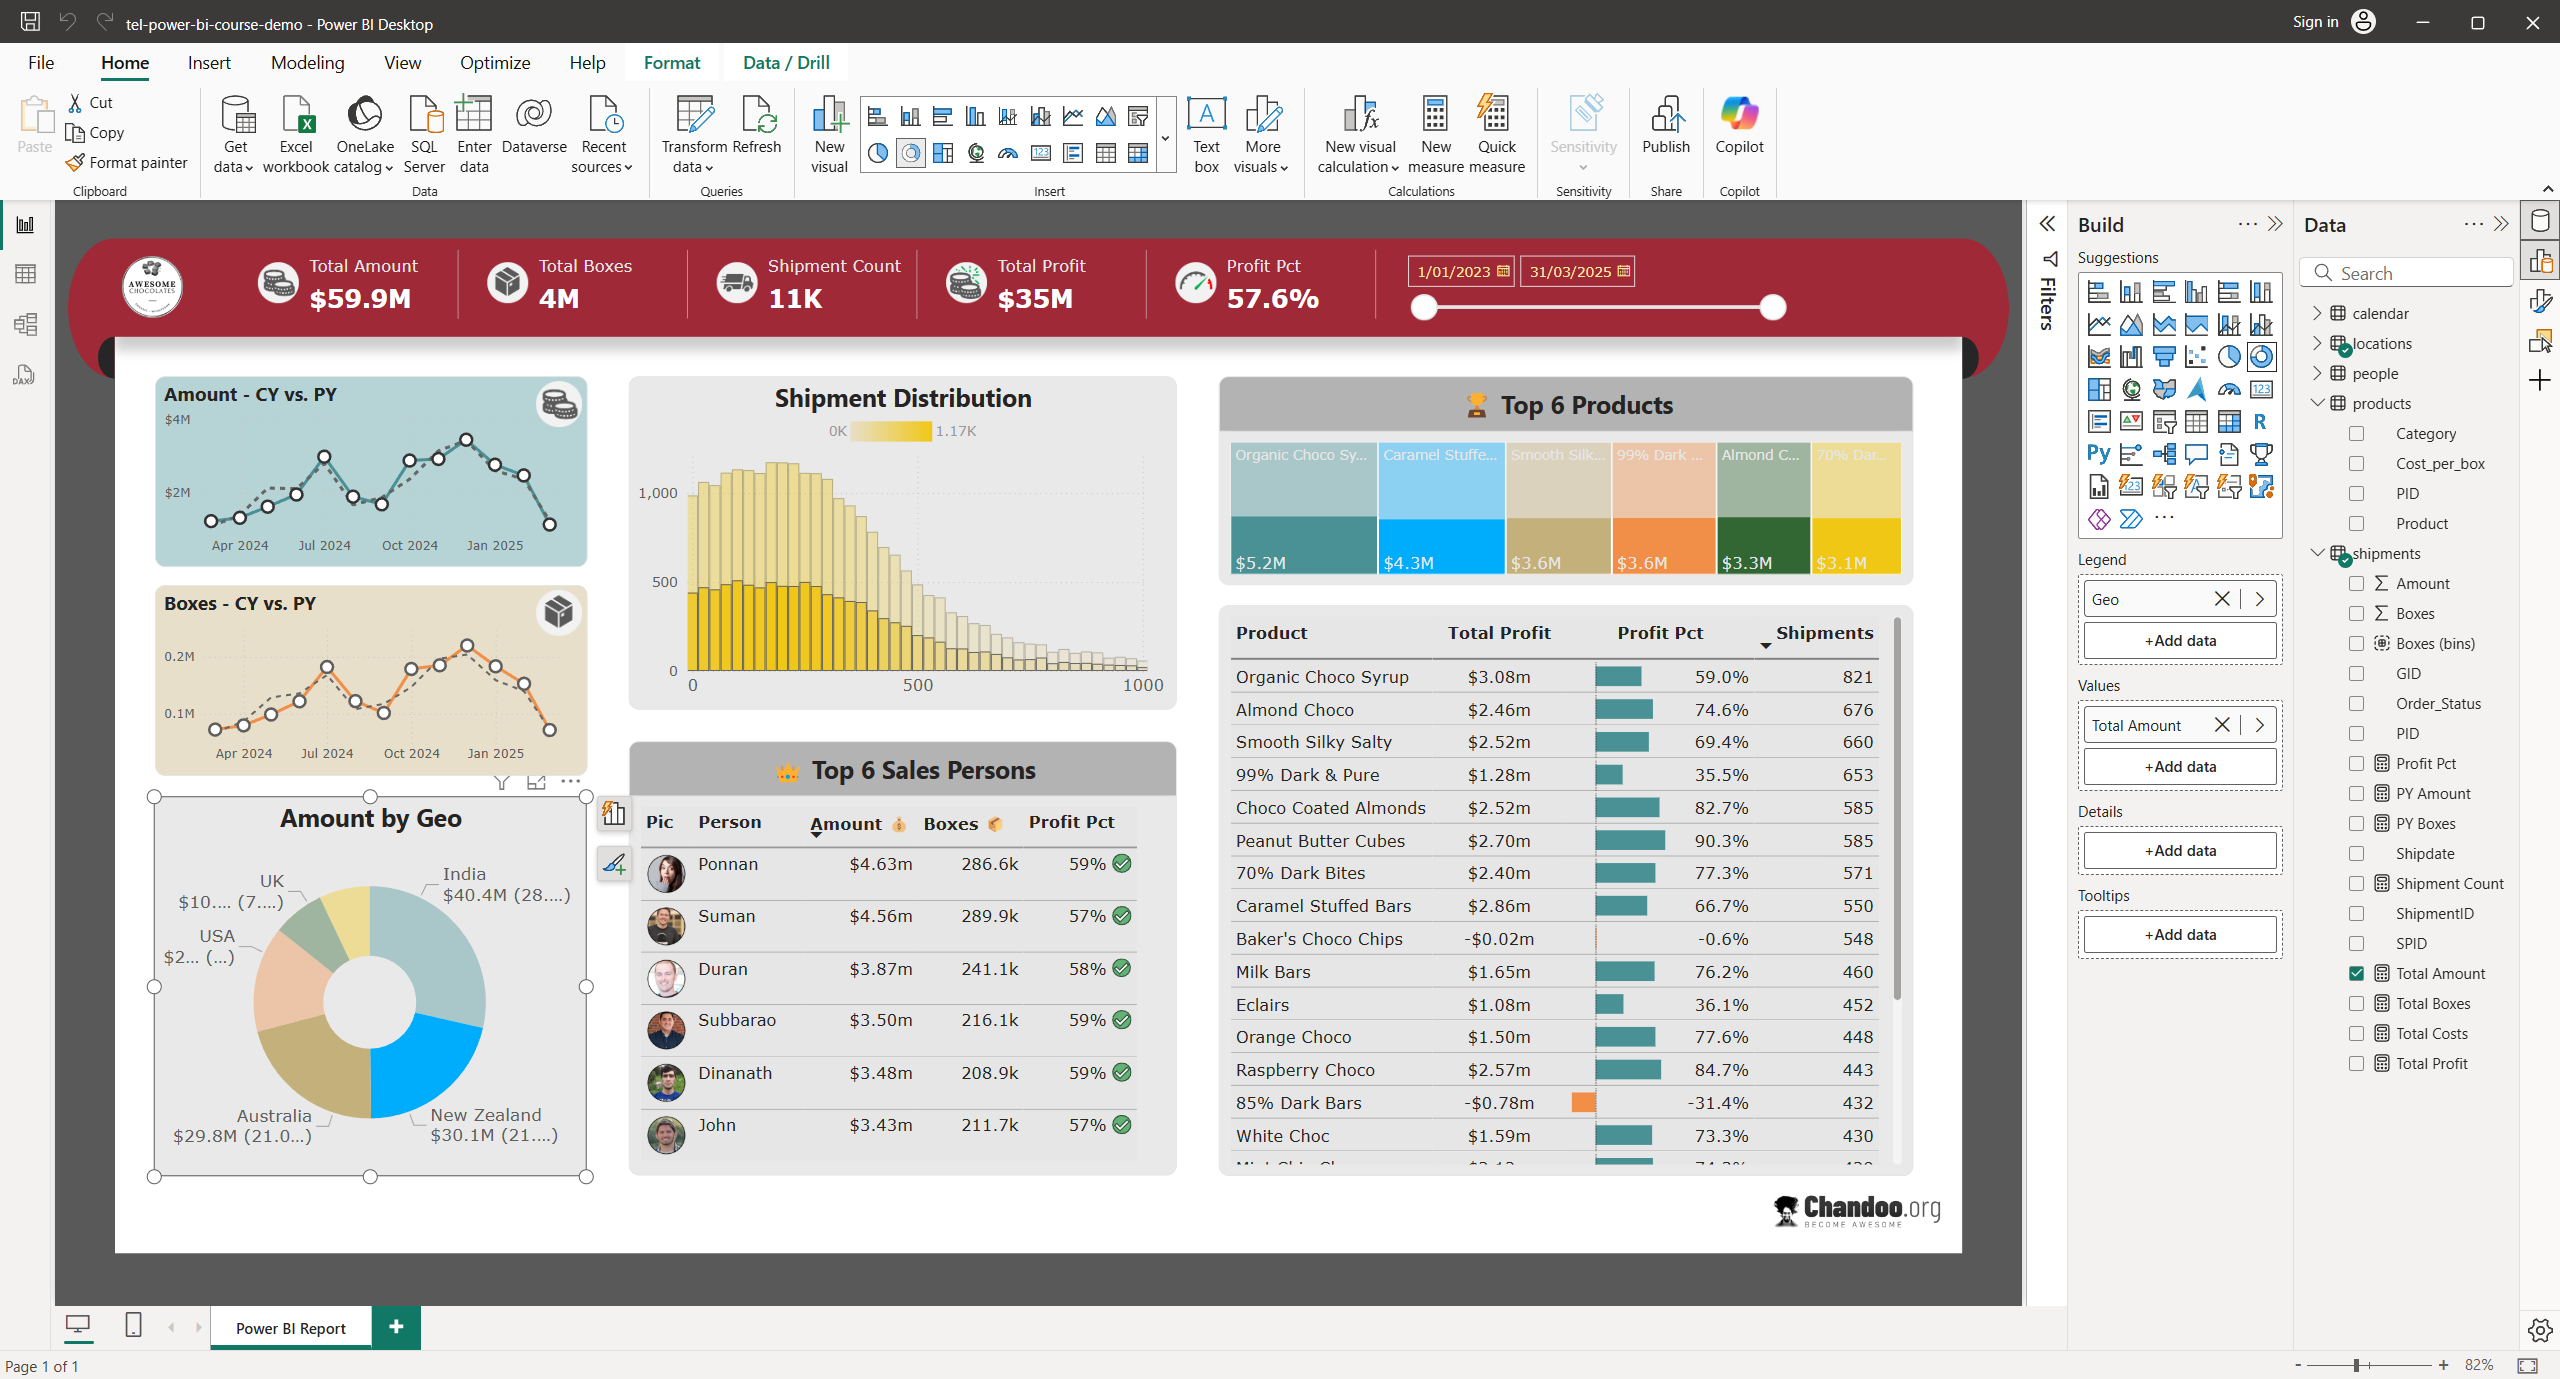 tel-power-bi-course-demo - Power BI Desktop
Sign in
File Home Insert Modeling View Optimize Help Format Data / Drill
Paste
Cut
Copy
Format painter
Clipboard
Get data
Excel workbook
OneLake catalog
SQL Server
Enter data
Dataverse
Recent sources
Data
Transform data
Refresh
Queries
New visual
Text box
More visuals
Insert
New visual calculation
New measure
Quick measure
Calculations
Sensitivity
Sensitivity
Publish
Share
Copilot
Copilot
AWESOME
CHOCOLATES
Total Amount
$59.9M
Total Boxes
4M
Shipment Count
11K
Total Profit
$35M
Profit Pct
57.6%
1/01/2023
31/03/2025
Amount - CY vs. PY
$4M
$2M
Apr 2024 Jul 2024 Oct 2024 Jan 2025
Boxes - CY vs. PY
0.2M
0.1M
Apr 2024 Jul 2024 Oct 2024 Jan 2025
Amount by Geo
India
$40.4M (28....)
UK
$10.... (7....)
USA
$2... (...)
Australia
$29.8M (21.0...)
New Zealand
$30.1M (21....)
Shipment Distribution
0K 1.17K
1,000
500
0
0 500 1000
Top 6 Sales Persons
Pic Person Amount Boxes Profit Pct
Ponnan $4.63m 286.6k 59%
Suman $4.56m 289.9k 57%
Duran $3.87m 241.1k 58%
Subbarao $3.50m 216.1k 59%
Dinanath $3.48m 208.9k 59%
John $3.43m 211.7k 57%
Top 6 Products
Organic Choco Sy... Caramel Stuffe... Smooth Silk... 99% Dark ... Almond C... 70% Dar...
$5.2M $4.3M $3.6M $3.6M $3.3M $3.1M
Product Total Profit Profit Pct Shipments
Organic Choco Syrup $3.08m 59.0% 821
Almond Choco $2.46m 74.6% 676
Smooth Silky Salty $2.52m 69.4% 660
99% Dark & Pure $1.28m 35.5% 653
Choco Coated Almonds $2.52m 82.7% 585
Peanut Butter Cubes $2.70m 90.3% 585
70% Dark Bites $2.40m 77.3% 571
Caramel Stuffed Bars $2.86m 66.7% 550
Baker's Choco Chips -$0.02m -0.6% 548
Milk Bars $1.65m 76.2% 460
Eclairs $1.08m 36.1% 452
Orange Choco $1.50m 77.6% 448
Raspberry Choco $2.57m 84.7% 443
85% Dark Bars -$0.78m -31.4% 432
White Choc $1.59m 73.3% 430
Chandoo.org
BECOME AWESOME
Filters
Build
Suggestions
123
R
Py
Legend
Geo
+Add data
Values
Total Amount
+Add data
Details
+Add data
Tooltips
+Add data
Data
Search
calendar
locations
people
products
Category
Cost_per_box
PID
Product
shipments
Amount
Boxes
Boxes (bins)
GID
Order_Status
PID
Profit Pct
PY Amount
PY Boxes
Shipdate
Shipment Count
ShipmentID
SPID
Total Amount
Total Boxes
Total Costs
Total Profit
Power BI Report
Page 1 of 1
- + 82%